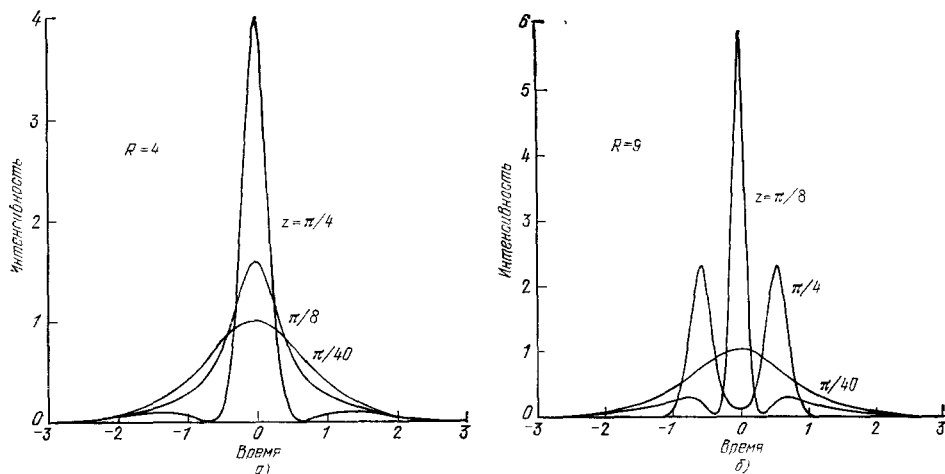 4
3
2
1
0
Интенсивность
R=4
z=π/4
π/8
π/40
−3
−2
−1
0
1
2
3
Время
а)
6
5
4
3
2
1
0
Интенсивность
R=9
z=π/8
π/4
π/40
−3
−2
−1
0
1
2
3
Время
б)